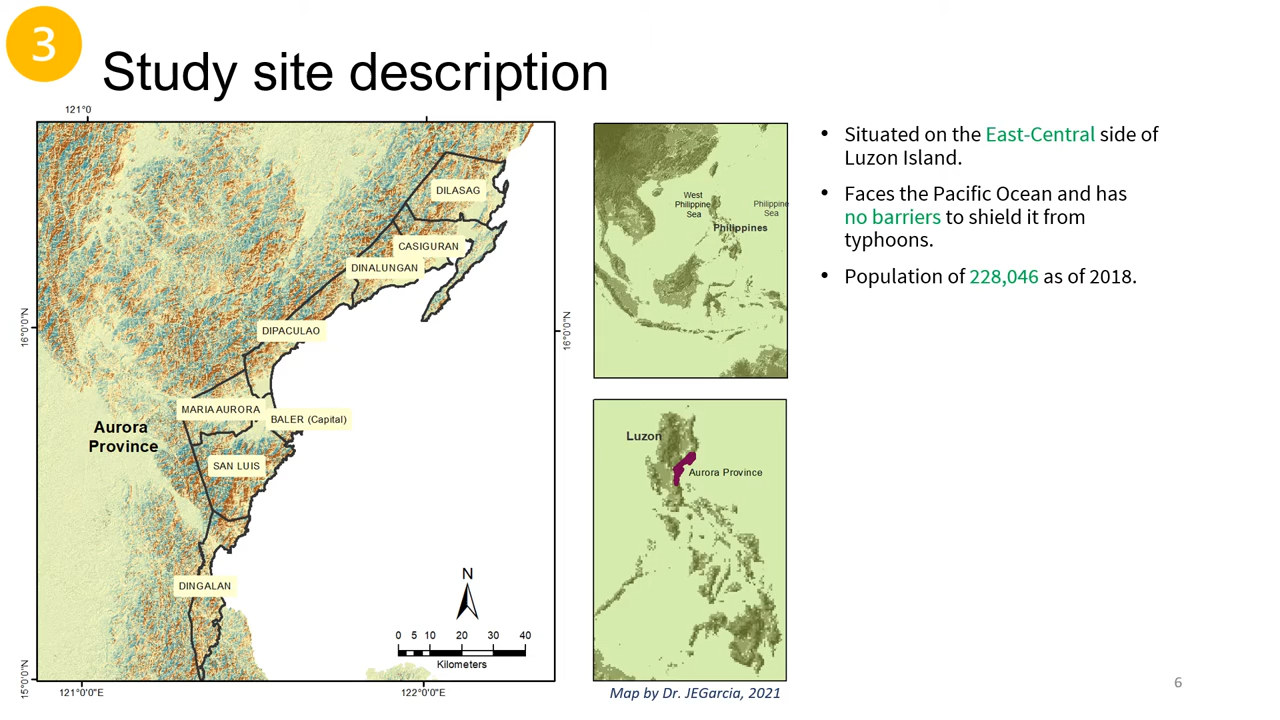 3
Study site description
121°0
16°0'0"N
15°0'0"N
121°0'0"E
122°0'0"E
16°0'0"N
DILASAG
CASIGURAN
DINALUNGAN
DIPACULAO
MARIA AURORA
BALER (Capital)
Aurora
Province
SAN LUIS
DINGALAN
N
0 5 10 20 30 40
Kilometers
West
Philippine
Sea
Philippine
Sea
Philippines
Luzon
Aurora Province
Map by Dr. JEGarcia, 2021
• Situated on the East-Central side of
Luzon Island.
• Faces the Pacific Ocean and has
no barriers to shield it from
typhoons.
• Population of 228,046 as of 2018.
6